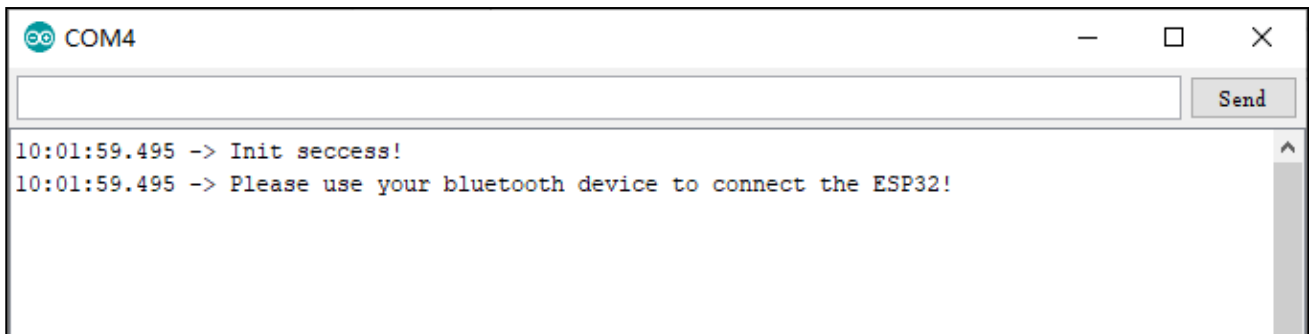 COM4
Send
10:01:59.495 -> Init seccess!
10:01:59.495 -> Please use your bluetooth device to connect the ESP32!